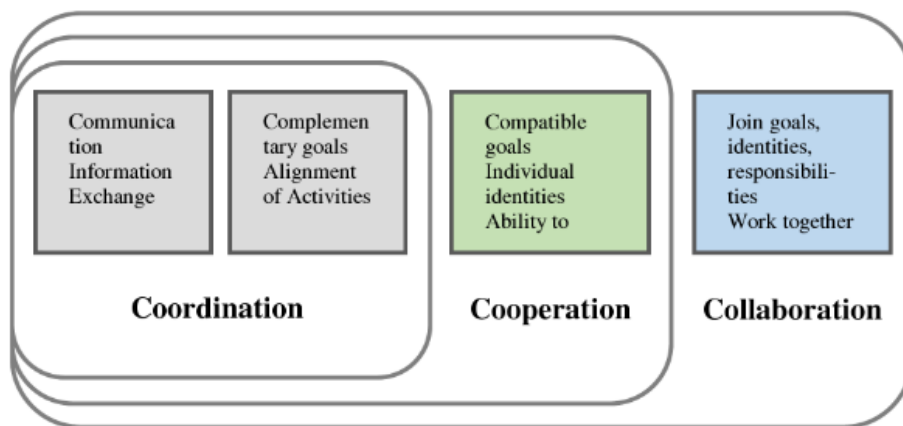 Communica
tion
Information
Exchange
Complemen
tary goals
Alignment
of Activities
Compatible
goals
Individual
identities
Ability to
Join goals,
identities,
responsibili-
ties
Work together
Coordination
Cooperation
Collaboration